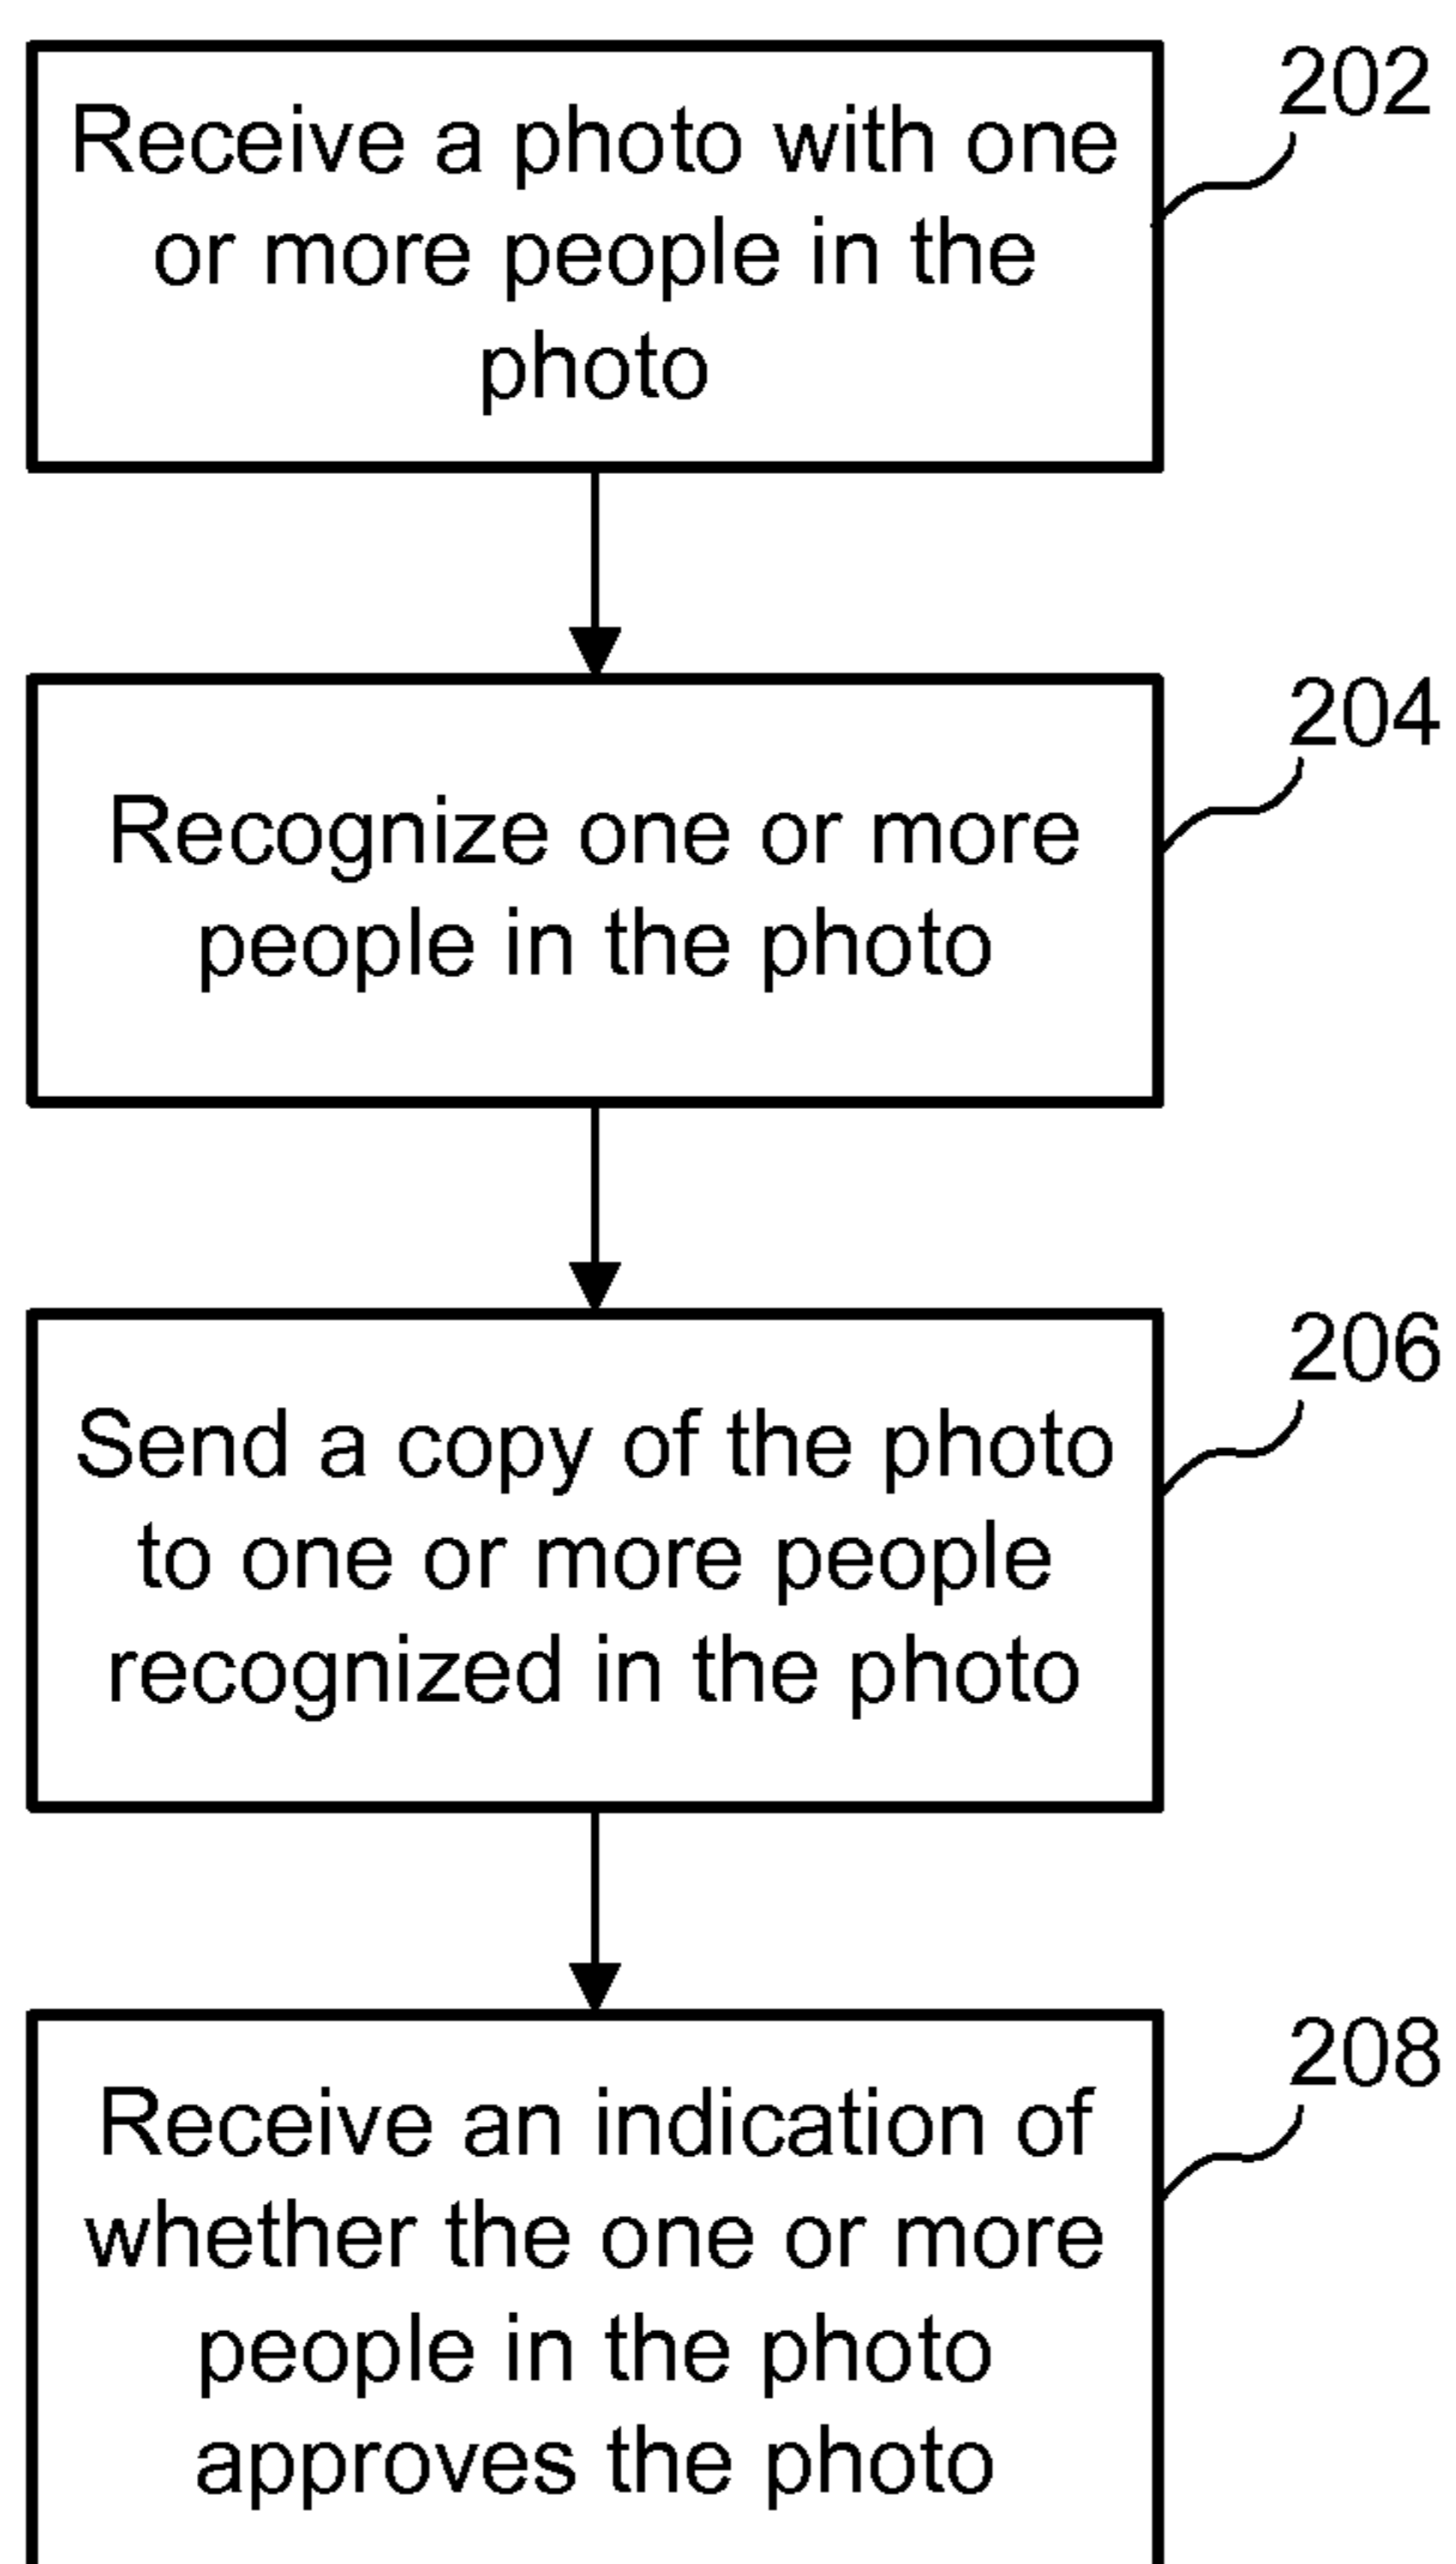 202
Receive a photo with one
or more people in the
photo
204
Recognize one or more
people in the photo
206
Send a copy of the photo
to one or more people
recognized in the photo
208
Receive an indication of
whether the one or more
people in the photo
approves the photo